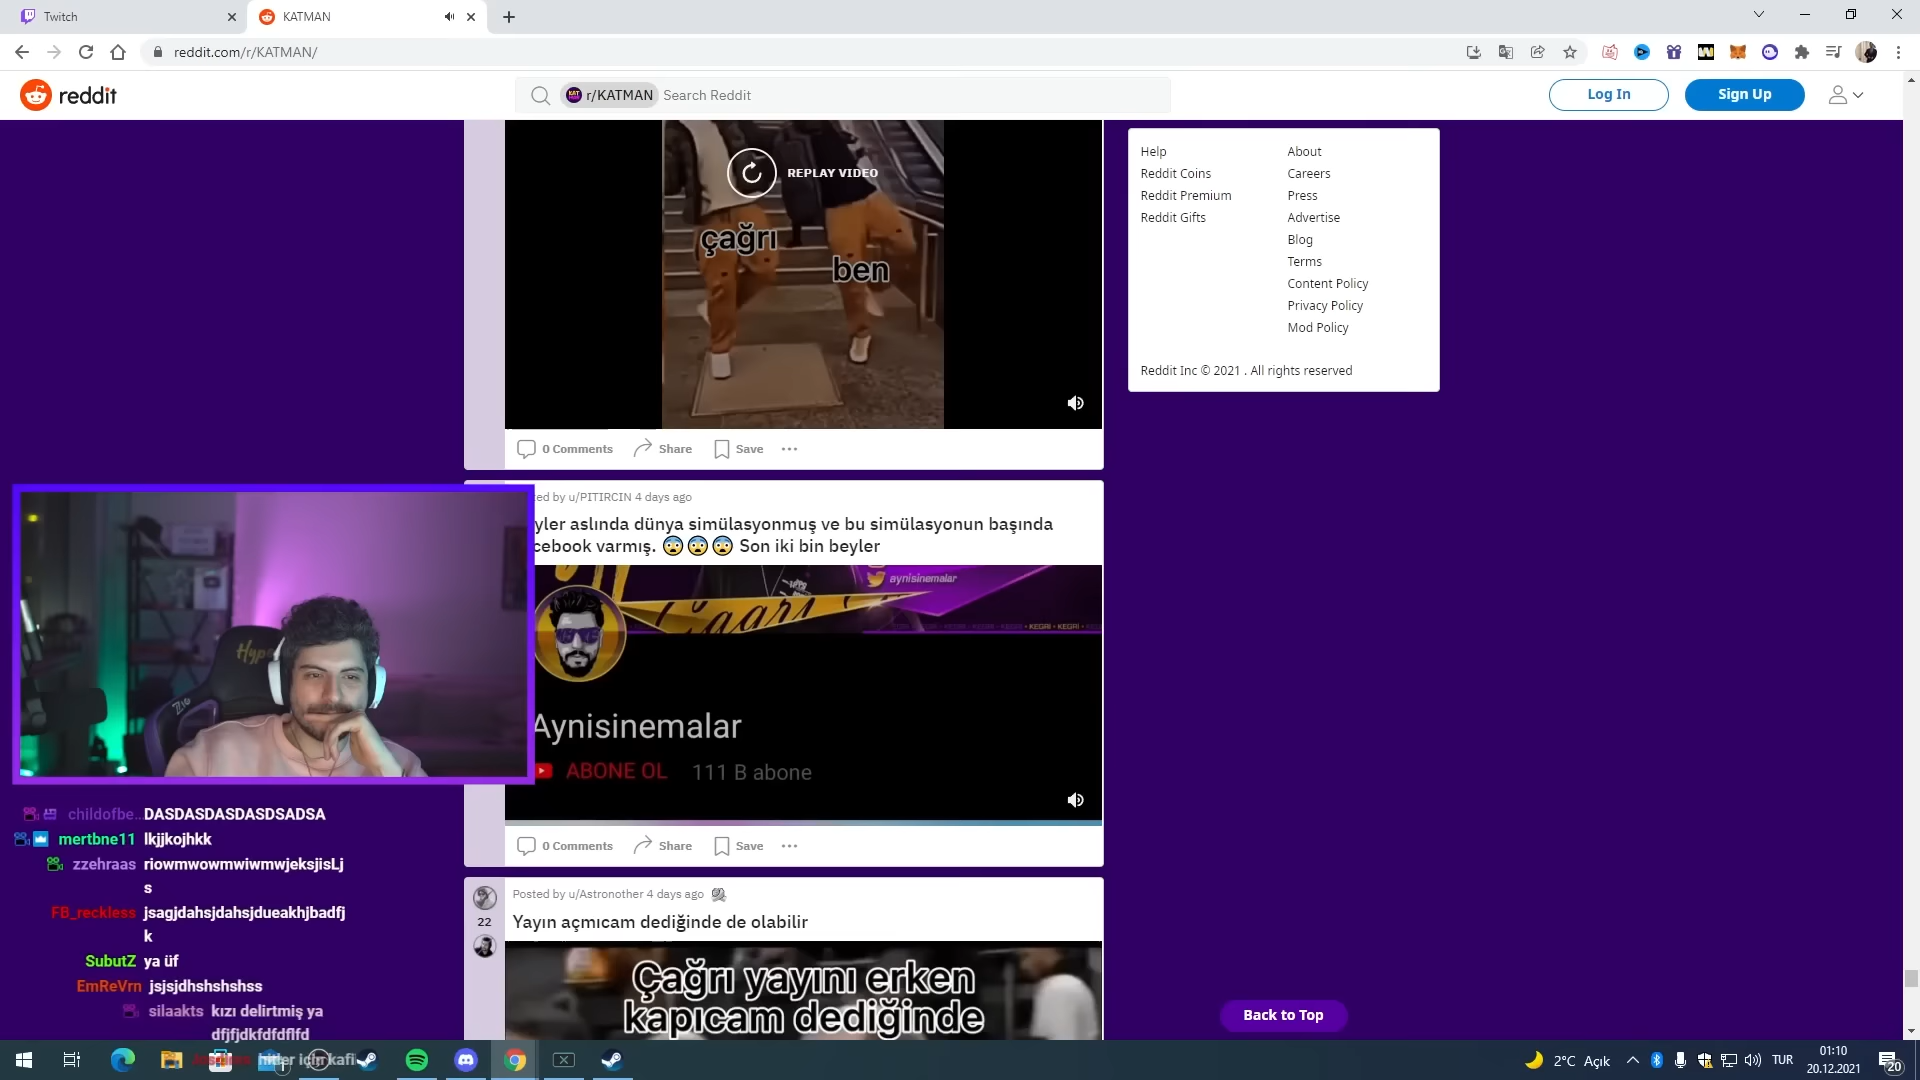 Twitch
KATMAN
reddit.com/r/KATMAN/
reddit
r/KATMAN
Search Reddit
Log In
Sign Up
REPLAY VIDEO
çağrı
ben
0 Comments
Share
Save
Help
Reddit Coins
Reddit Premium
Reddit Gifts
About
Careers
Press
Advertise
Blog
Terms
Content Policy
Privacy Policy
Mod Policy
Reddit Inc © 2021 . All rights reserved
ed by u/PITIRCIN 4 days ago
yler aslında dünya simülasyonmuş ve bu simülasyonun başında
cebook varmış. 😨😨😨 Son iki bin beyler
aynisinemalar
Aynisinemalar
ABONE OL
111 B abone
0 Comments
Share
Save
Posted by u/Astronother 4 days ago
22
Yayın açmıcam dediğinde de olabilir
Çağrı yayını erken
kapıcam dediğinde
Back to Top
childofbe...
DASDASDASDASDSADSA
mertbne11
lkjjkojhkk
zzehraas
riowmwowmwiwmwjeksjisLj
s
FB_reckless
jsagjdahsjdahsjdueakhjbadfj
k
SubutZ
ya üf
EmReVrn
jsjsjdhshshshss
silaakts
kızı delirtmiş ya
dfjfjdkfdfdflfd
için kafi
2°C Açık
TUR
01:10
20.12.2021
20